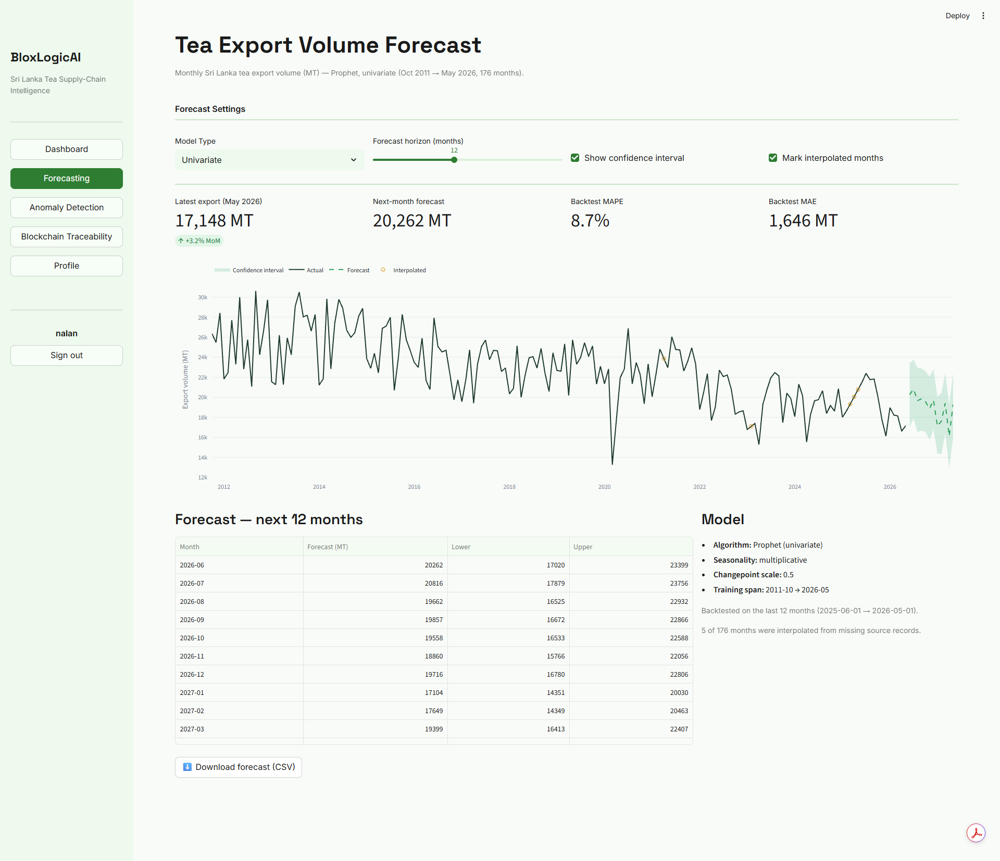 Deploy
BloxLogicAI
Sri Lanka Tea Supply-Chain
Intelligence
Dashboard
Forecasting
Anomaly Detection
Blockchain Traceability
Profile
nalan
Sign out
Tea Export Volume Forecast
Monthly Sri Lanka tea export volume (MT) — Prophet, univariate (Oct 2011 → May 2026, 176 months).
Forecast Settings
Model Type
Univariate
Forecast horizon (months)
12
Show confidence interval
Mark interpolated months
Latest export (May 2026)
17,148 MT
↑ +3.2% MoM
Next-month forecast
20,262 MT
Backtest MAPE
8.7%
Backtest MAE
1,646 MT
Confidence interval Actual Forecast Interpolated
Export volume (MT)
30k
28k
26k
24k
22k
20k
18k
16k
14k
12k
2012 2014 2016 2018 2020 2022 2024 2026
Forecast — next 12 months
Month Forecast (MT) Lower Upper
2026-06 20262 17020 23399
2026-07 20816 17879 23756
2026-08 19662 16525 22932
2026-09 19857 16672 22866
2026-10 19558 16533 22588
2026-11 18860 15766 22056
2026-12 19716 16780 22806
2027-01 17104 14351 20030
2027-02 17649 14349 20463
2027-03 19399 16413 22407
Download forecast (CSV)
Model
• Algorithm: Prophet (univariate)
• Seasonality: multiplicative
• Changepoint scale: 0.5
• Training span: 2011-10 → 2026-05
Backtested on the last 12 months (2025-06-01 → 2026-05-01).
5 of 176 months were interpolated from missing source records.